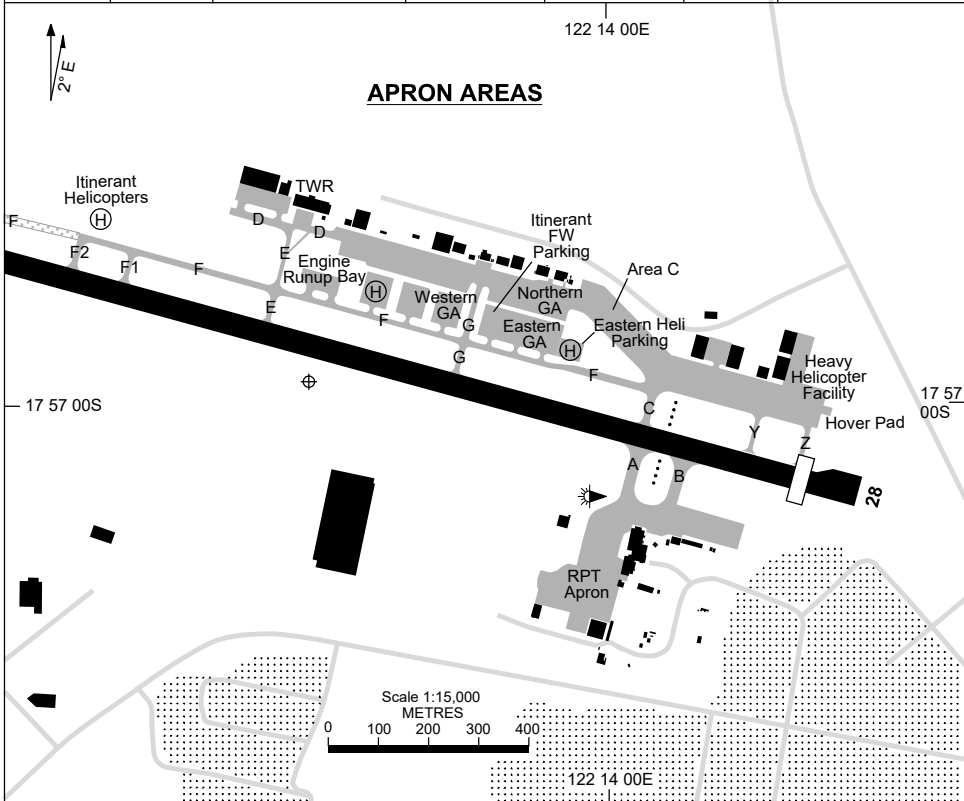 122 14 00E
2° E
APRON AREAS
Itinerant
Helicopters
H
TWR
Itinerant
FW
Parking
F
D
D
E
F2
F1
F
Engine
Runup Bay
H
Area C
Northern
GA
Western
GA
G
Eastern
GA
Eastern Heli
Parking
H
E
F
G
F
Heavy
Helicopter
Facility
17 57 00S
17 57
00S
C
Hover Pad
Y
Z
A
B
28
RPT
Apron
Scale 1:15,000
METRES
0 100 200 300 400
122 14 00E